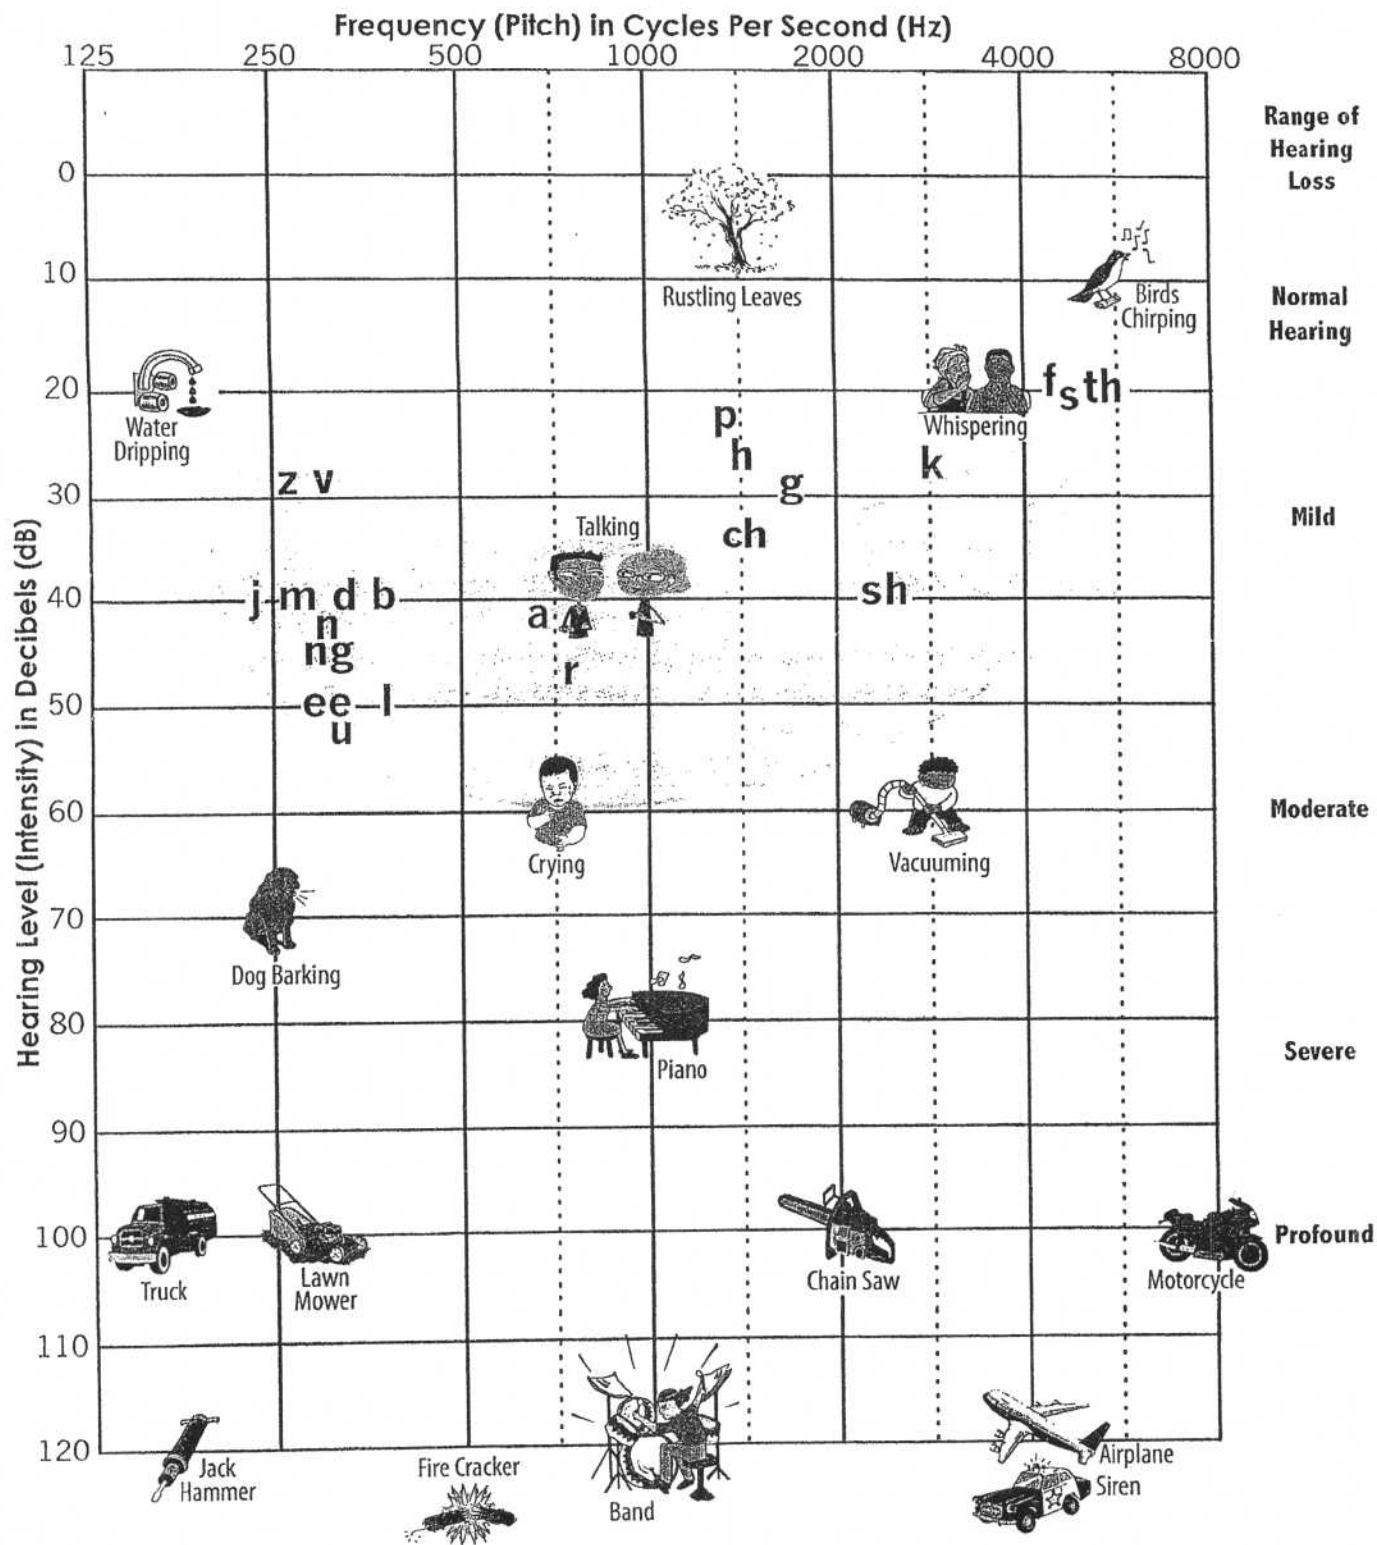 Frequency (Pitch) in Cycles Per Second (Hz)
125 250 500 1000 2000 4000 8000
Range of
Hearing
Loss
0
10
Rustling Leaves
Birds
Chirping
Normal
Hearing
20
Water
Dripping
Whispering
f s th
p
h
k
z v
g
30
Talking
ch
Mild
Hearing Level (Intensity) in Decibels (dB)
40
j m d b
a
sh
n
ng
r
50
ee l
u
60
Crying
Vacuuming
Moderate
70
Dog Barking
80
Piano
Severe
90
100
Truck
Lawn
Mower
Chain Saw
Motorcycle
Profound
110
120
Jack
Hammer
Fire Cracker
Band
Airplane
Siren